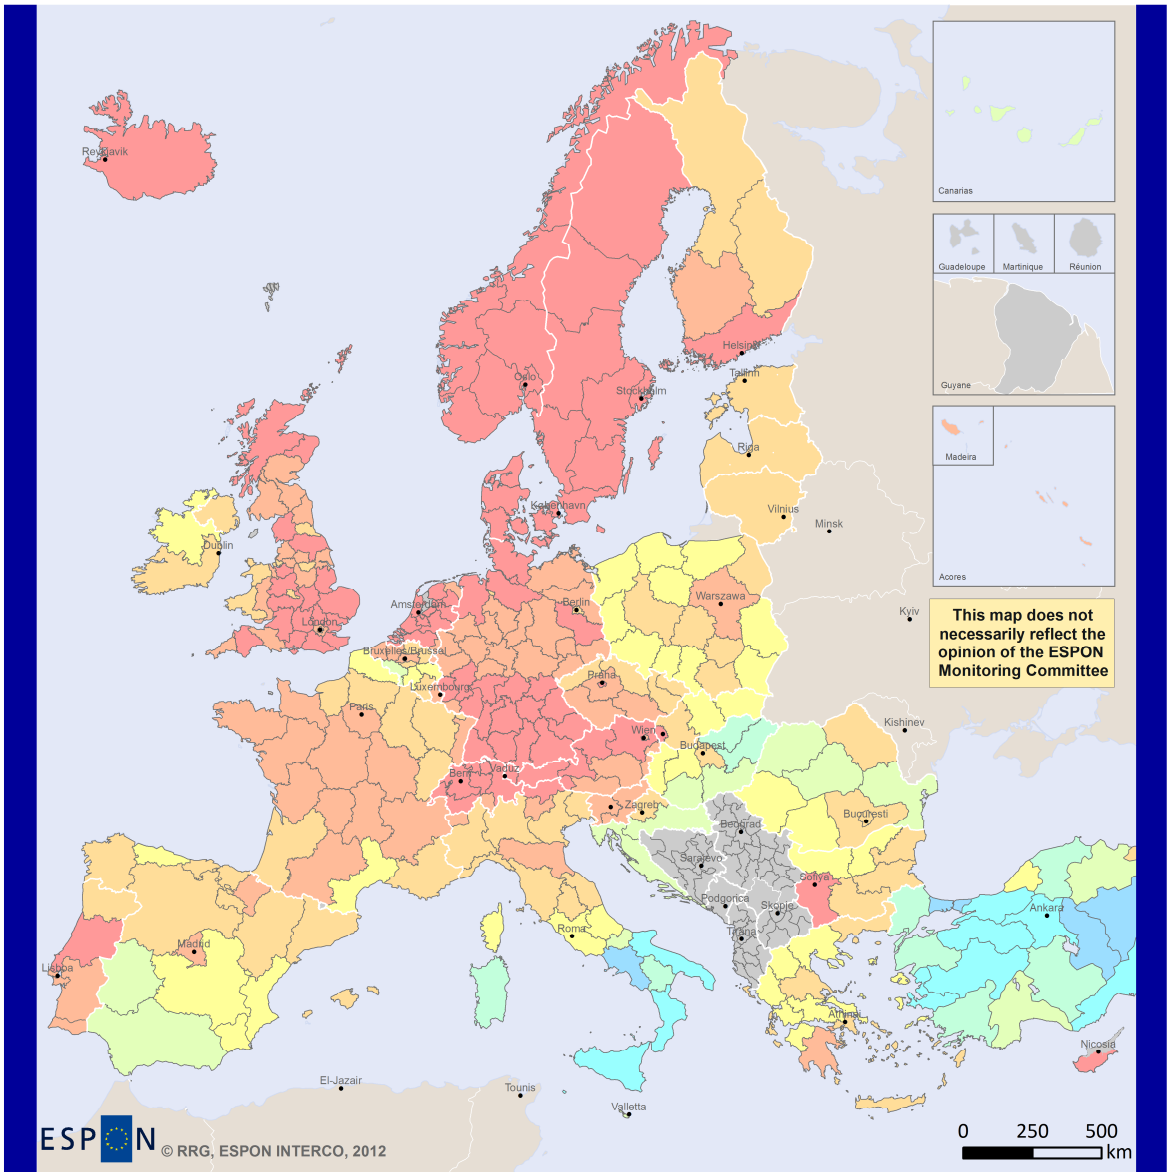 Canarias
Reykjavik
Guadeloupe
Martinique
Réunion
Helsinki
Oslo
Tallinn
Stockholm
Guyane
Riga
Madeira
København
Vilnius
Minsk
Dublin
Acores
Amsterdam
Berlin
Warszawa
London
Kyiv
This map does not
necessarily reflect the
opinion of the ESPON
Monitoring Committee
Bruxelles/Brussel
Praha
Luxembourg
Paris
Kishinev
Wien
Budapest
Bern
Vaduz
Zagreb
Bucuresti
Beograd
Sarajevo
Sofiya
Podgorica
Skopje
Ankara
Roma
Tirana
Madrid
Lisboa
Athinai
Nicosia
El-Jazair
Tounis
Valletta
ESPON
© RRG, ESPON INTERCO, 2012
0 250 500
km